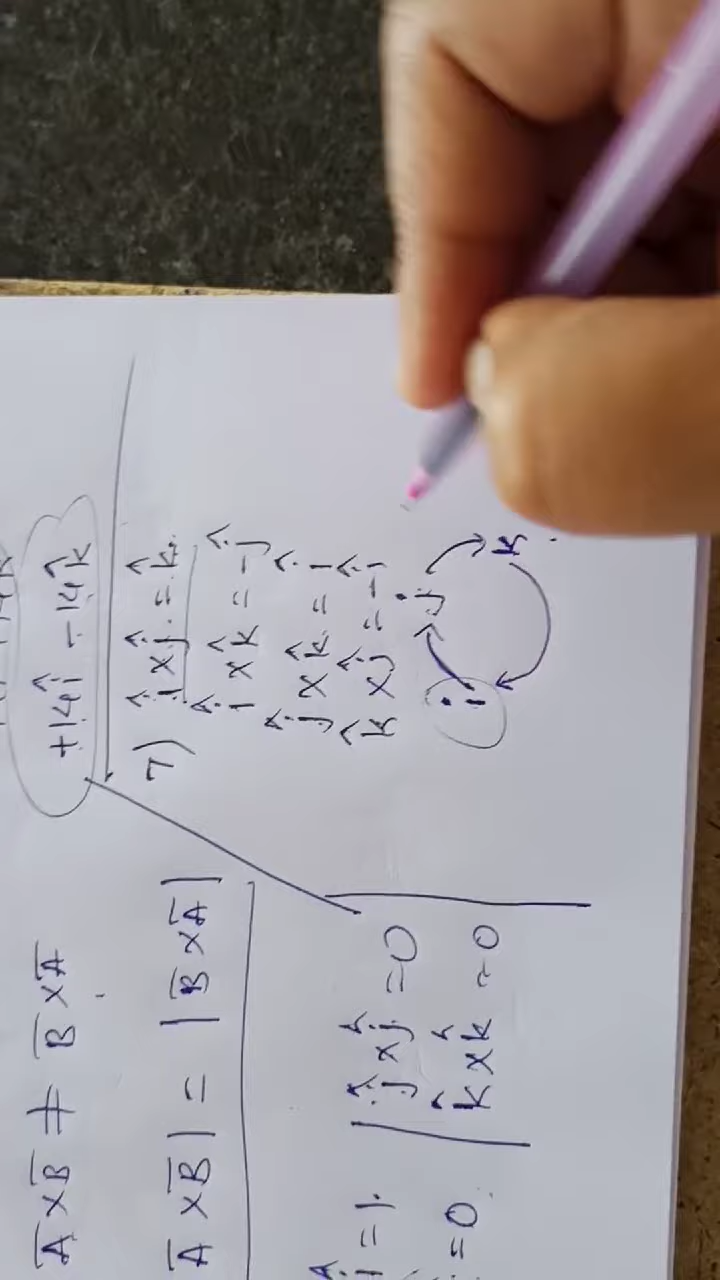 +14î - 14k̂
7) î × ĵ = k̂.
î × k̂ = -ĵ
ĵ × k̂ = î
k̂ × ĵ = -î
i → j → k
A̅ × B̅ ≠ B̅ × A̅
A̅ × B̅| = |B̅ × A̅|
ĵ × ĵ = 0
k̂ × k̂ = 0
= 1.
= 0.